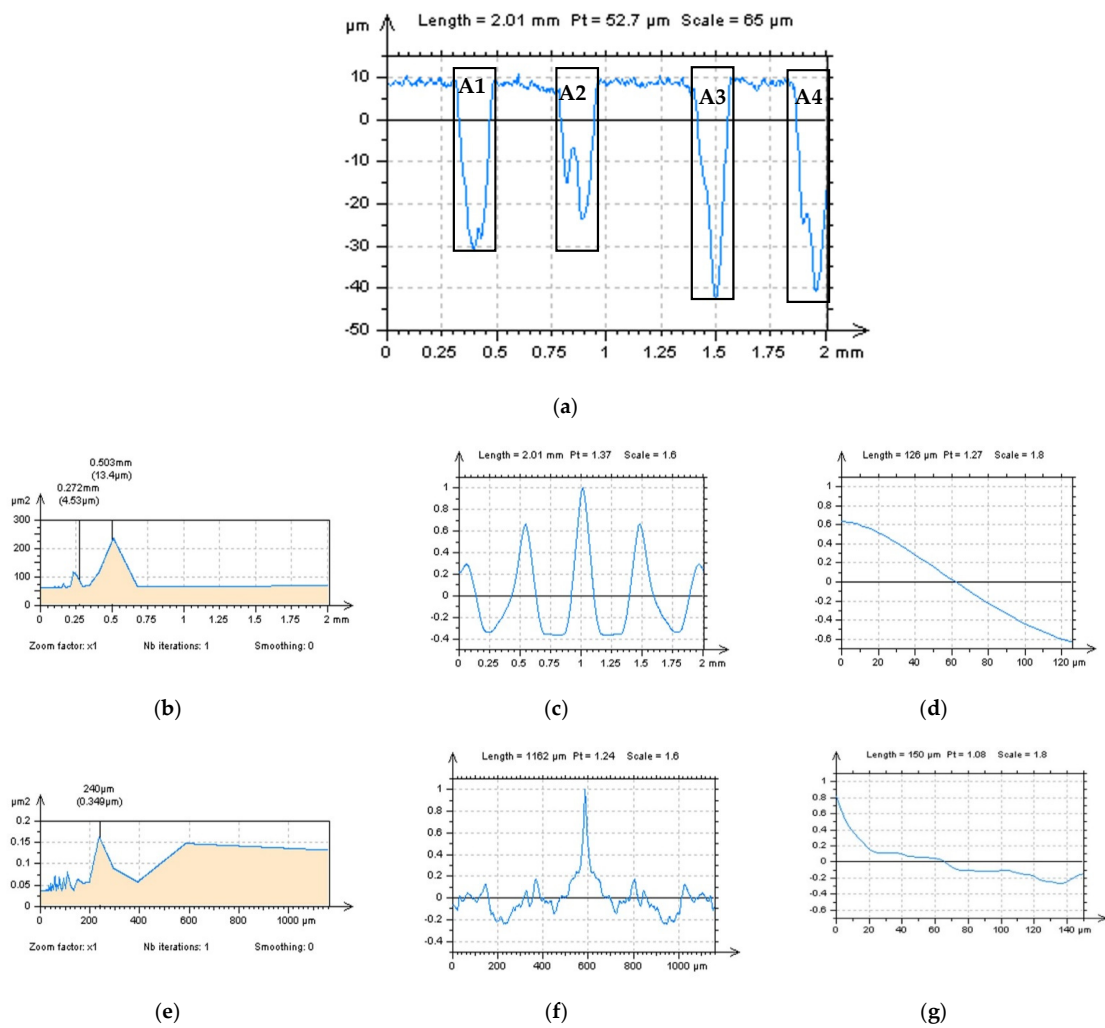 Length = 2.01 mm  Pt = 52.7 µm  Scale = 65 µm
µm
10
0
-10
-20
-30
-40
-50
A1
A2
A3
A4
0 0.25 0.5 0.75 1 1.25 1.5 1.75 2 mm
(a)
0.503mm
(13.4µm)
0.272mm
(4.53µm)
µm2
300
200
100
0
0 0.25 0.5 0.75 1 1.25 1.5 1.75 2 mm
Zoom factor: x1 Nb iterations: 1 Smoothing: 0
(b)
Length = 2.01 mm  Pt = 1.37  Scale = 1.6
1
0.8
0.6
0.4
0.2
0
-0.2
-0.4
0 0.25 0.5 0.75 1 1.25 1.5 1.75 2 mm
(c)
Length = 126 µm  Pt = 1.27  Scale = 1.8
1
0.8
0.6
0.4
0.2
0
-0.2
-0.4
-0.6
0 20 40 60 80 100 120 µm
(d)
240µm
(0.349µm)
µm2
0.2
0.15
0.1
0.05
0
0 200 400 600 800 1000 µm
Zoom factor: x1 Nb iterations: 1 Smoothing: 0
(e)
Length = 1162 µm  Pt = 1.24  Scale = 1.6
1
0.8
0.6
0.4
0.2
0
-0.2
-0.4
0 200 400 600 800 1000 µm
(f)
Length = 150 µm  Pt = 1.08  Scale = 1.8
1
0.8
0.6
0.4
0.2
0
-0.2
-0.4
-0.6
0 20 40 60 80 100 120 140 µm
(g)